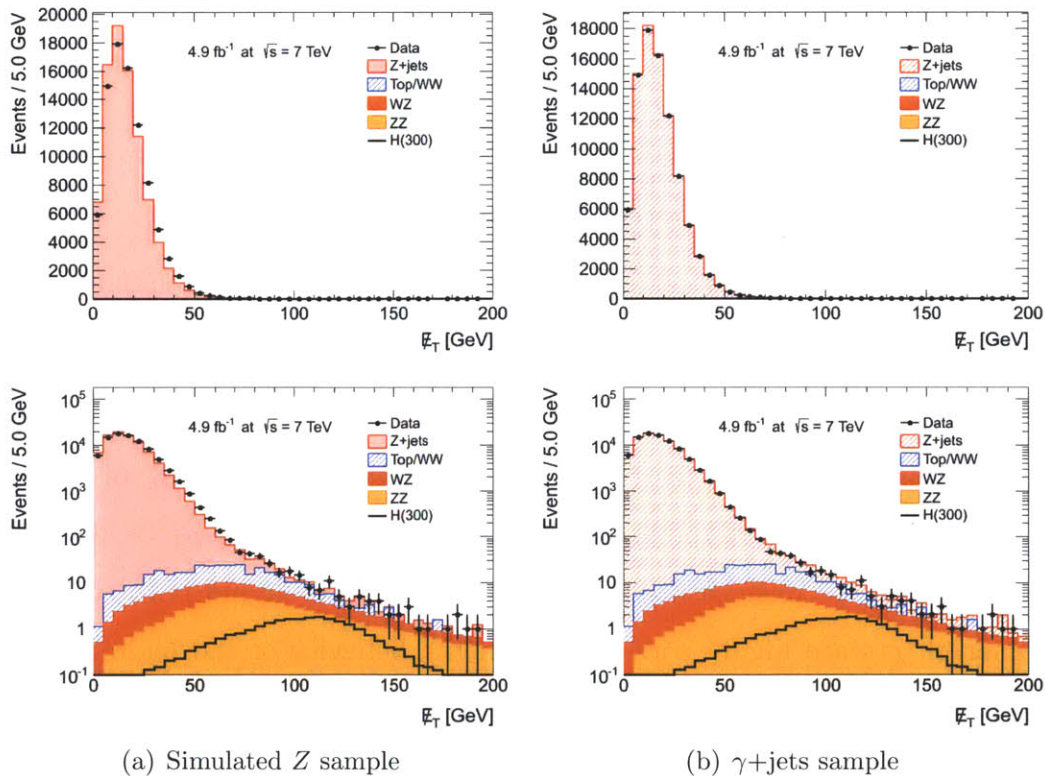 Events / 5.0 GeV
20000
18000
16000
14000
12000
10000
8000
6000
4000
2000
0
0 50 100 150 200
E̸_T [GeV]
4.9 fb⁻¹ at √s = 7 TeV
Data
Z+jets
Top/WW
WZ
ZZ
H(300)
Events / 5.0 GeV
18000
16000
14000
12000
10000
8000
6000
4000
2000
0
0 50 100 150 200
E̸_T [GeV]
4.9 fb⁻¹ at √s = 7 TeV
Data
Z+jets
Top/WW
WZ
ZZ
H(300)
Events / 5.0 GeV
10⁵
10⁴
10³
10²
10
1
10⁻¹
0 50 100 150 200
E̸_T [GeV]
4.9 fb⁻¹ at √s = 7 TeV
Data
Z+jets
Top/WW
WZ
ZZ
H(300)
Events / 5.0 GeV
10⁵
10⁴
10³
10²
10
1
10⁻¹
0 50 100 150 200
E̸_T [GeV]
4.9 fb⁻¹ at √s = 7 TeV
Data
Z+jets
Top/WW
WZ
ZZ
H(300)
(a) Simulated Z sample
(b) γ+jets sample